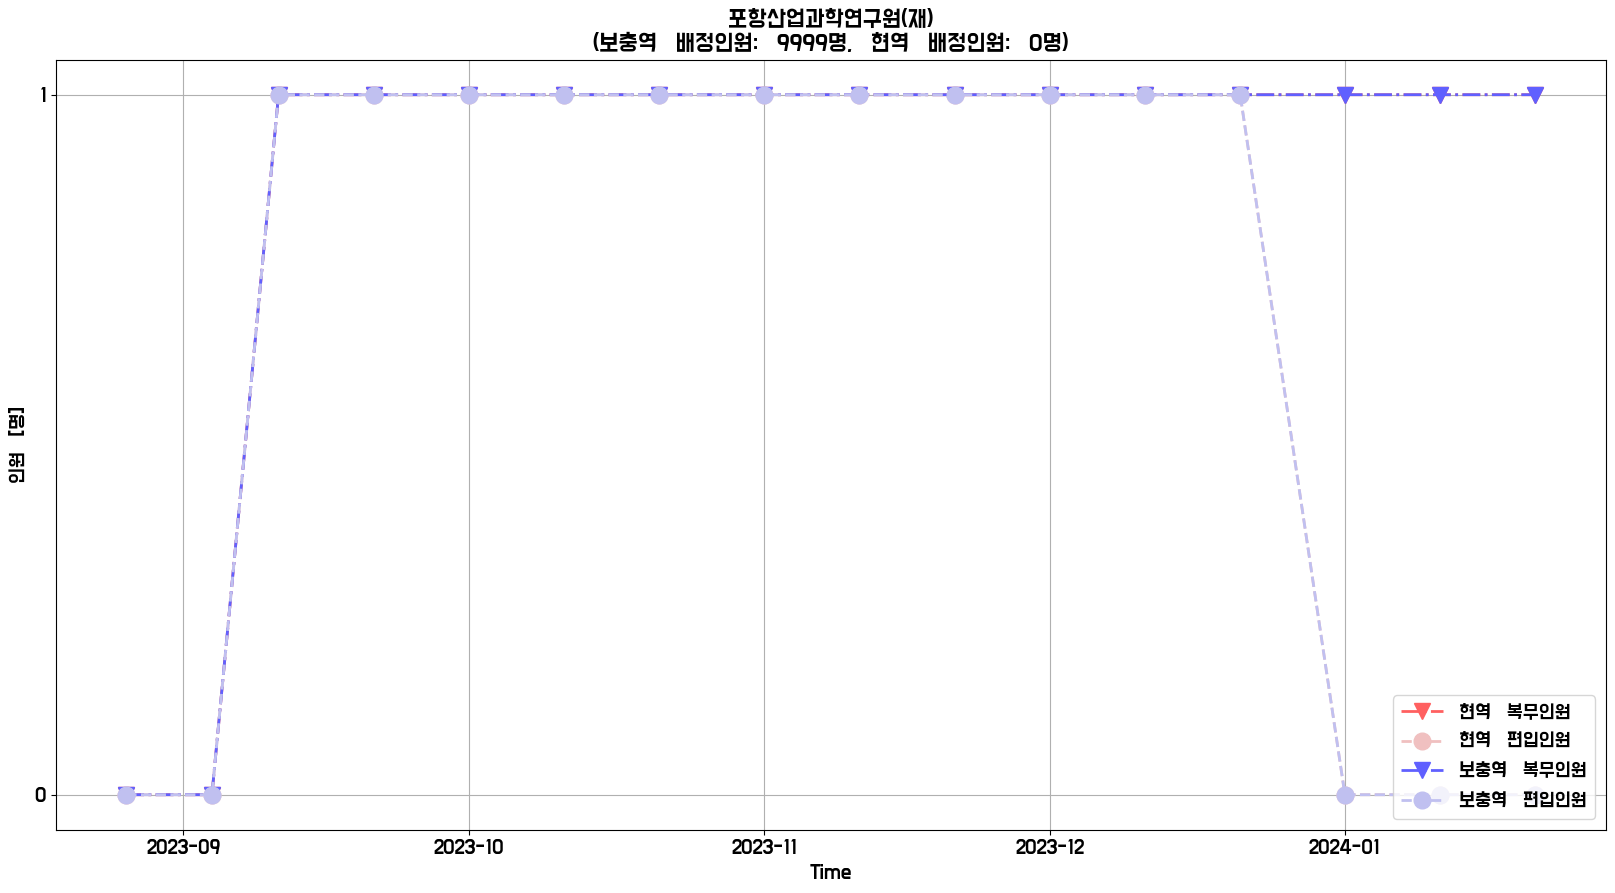 포항산업과학연구원(재)
(보충역 배정인원: 9999명, 현역 배정인원: 0명)
인원 [명]
1
0
2023-09 2023-10 2023-11 2023-12 2024-01
Time
현역 복무인원
현역 편입인원
보충역 복무인원
보충역 편입인원